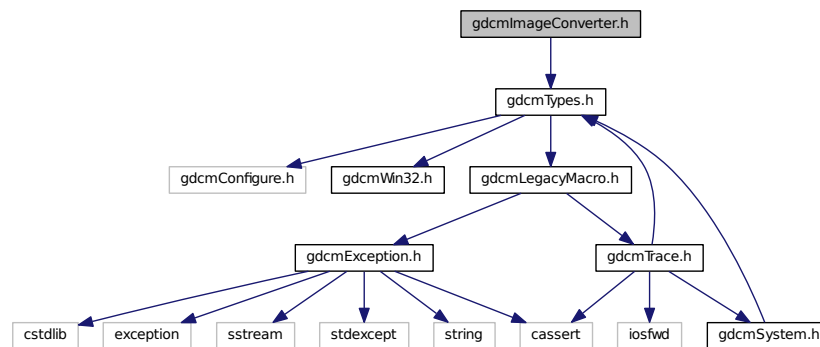 gdcmImageConverter.h
gdcmTypes.h
gdcmConfigure.h
gdcmWin32.h
gdcmLegacyMacro.h
gdcmException.h
gdcmTrace.h
cstdlib
exception
sstream
stdexcept
string
cassert
iosfwd
gdcmSystem.h